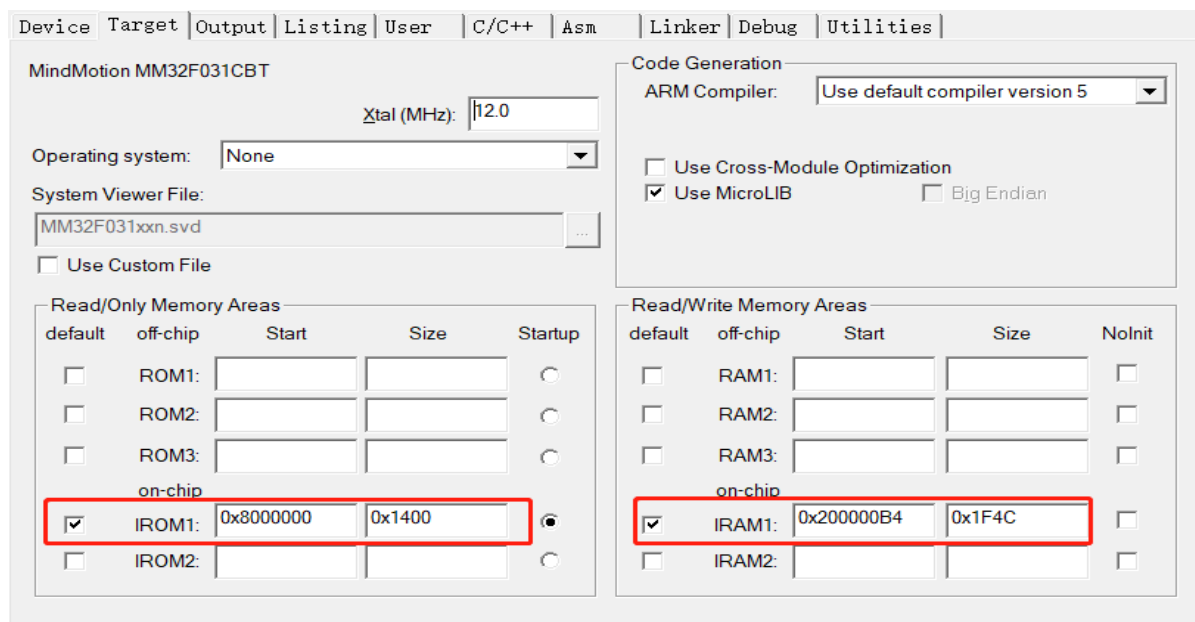 Device Target Output Listing User C/C++ Asm Linker Debug Utilities
MindMotion MM32F031CBT
Xtal (MHz): 12.0
Operating system: None
System Viewer File:
MM32F031xxn.svd ...
Use Custom File
Code Generation
ARM Compiler: Use default compiler version 5
Use Cross-Module Optimization
Use MicroLIB Big Endian
Read/Only Memory Areas
default off-chip Start Size Startup
ROM1:
ROM2:
ROM3:
on-chip
IROM1: 0x8000000 0x1400
IROM2:
Read/Write Memory Areas
default off-chip Start Size NoInit
RAM1:
RAM2:
RAM3:
on-chip
IRAM1: 0x200000B4 0x1F4C
IRAM2: